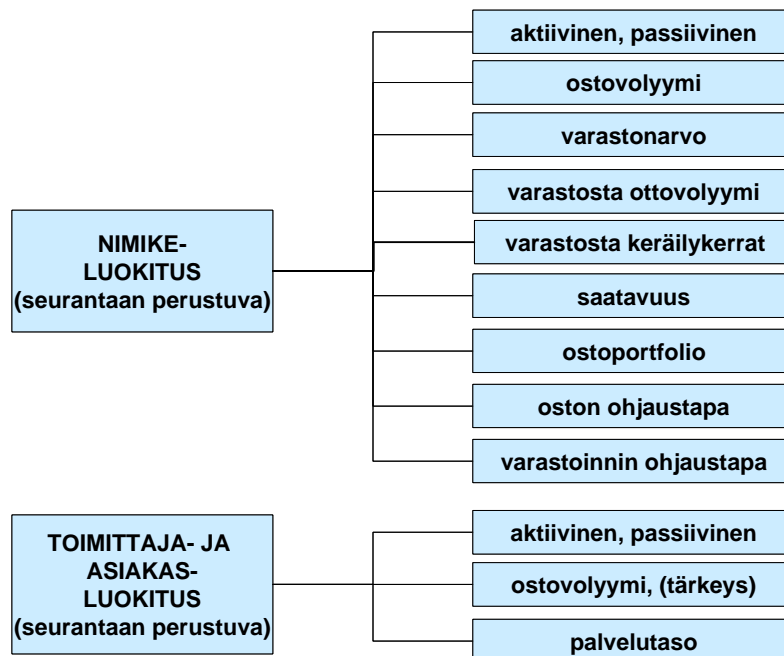 NIMIKE-
LUOKITUS
(seurantaan perustuva)
aktiivinen, passiivinen
ostovolyymi
varastonarvo
varastosta ottovolyymi
varastosta keräilykerrat
saatavuus
ostoportfolio
oston ohjaustapa
varastoinnin ohjaustapa
TOIMITTAJA- JA
ASIAKAS-
LUOKITUS
(seurantaan perustuva)
aktiivinen, passiivinen
ostovolyymi, (tärkeys)
palvelutaso